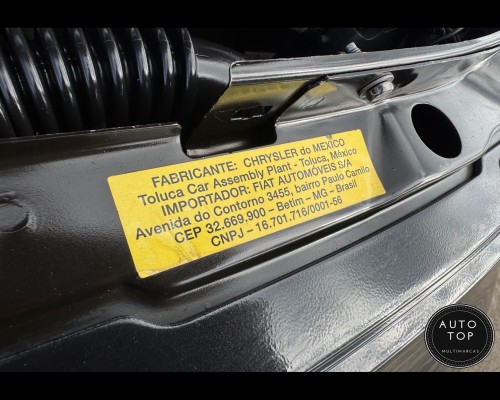 FABRICANTE: CHRYSLER do MEXICO
Toluca Car Assembly Plant - Toluca, México
IMPORTADOR: FIAT AUTOMÓVEIS S/A
Avenida do Contorno 3455, bairro Paulo Camilo
CEP 32.669.900 - Betim - MG - Brasil
CNPJ - 16.701.716/0001-56
AUTO
TOP
MULTIMARCAS